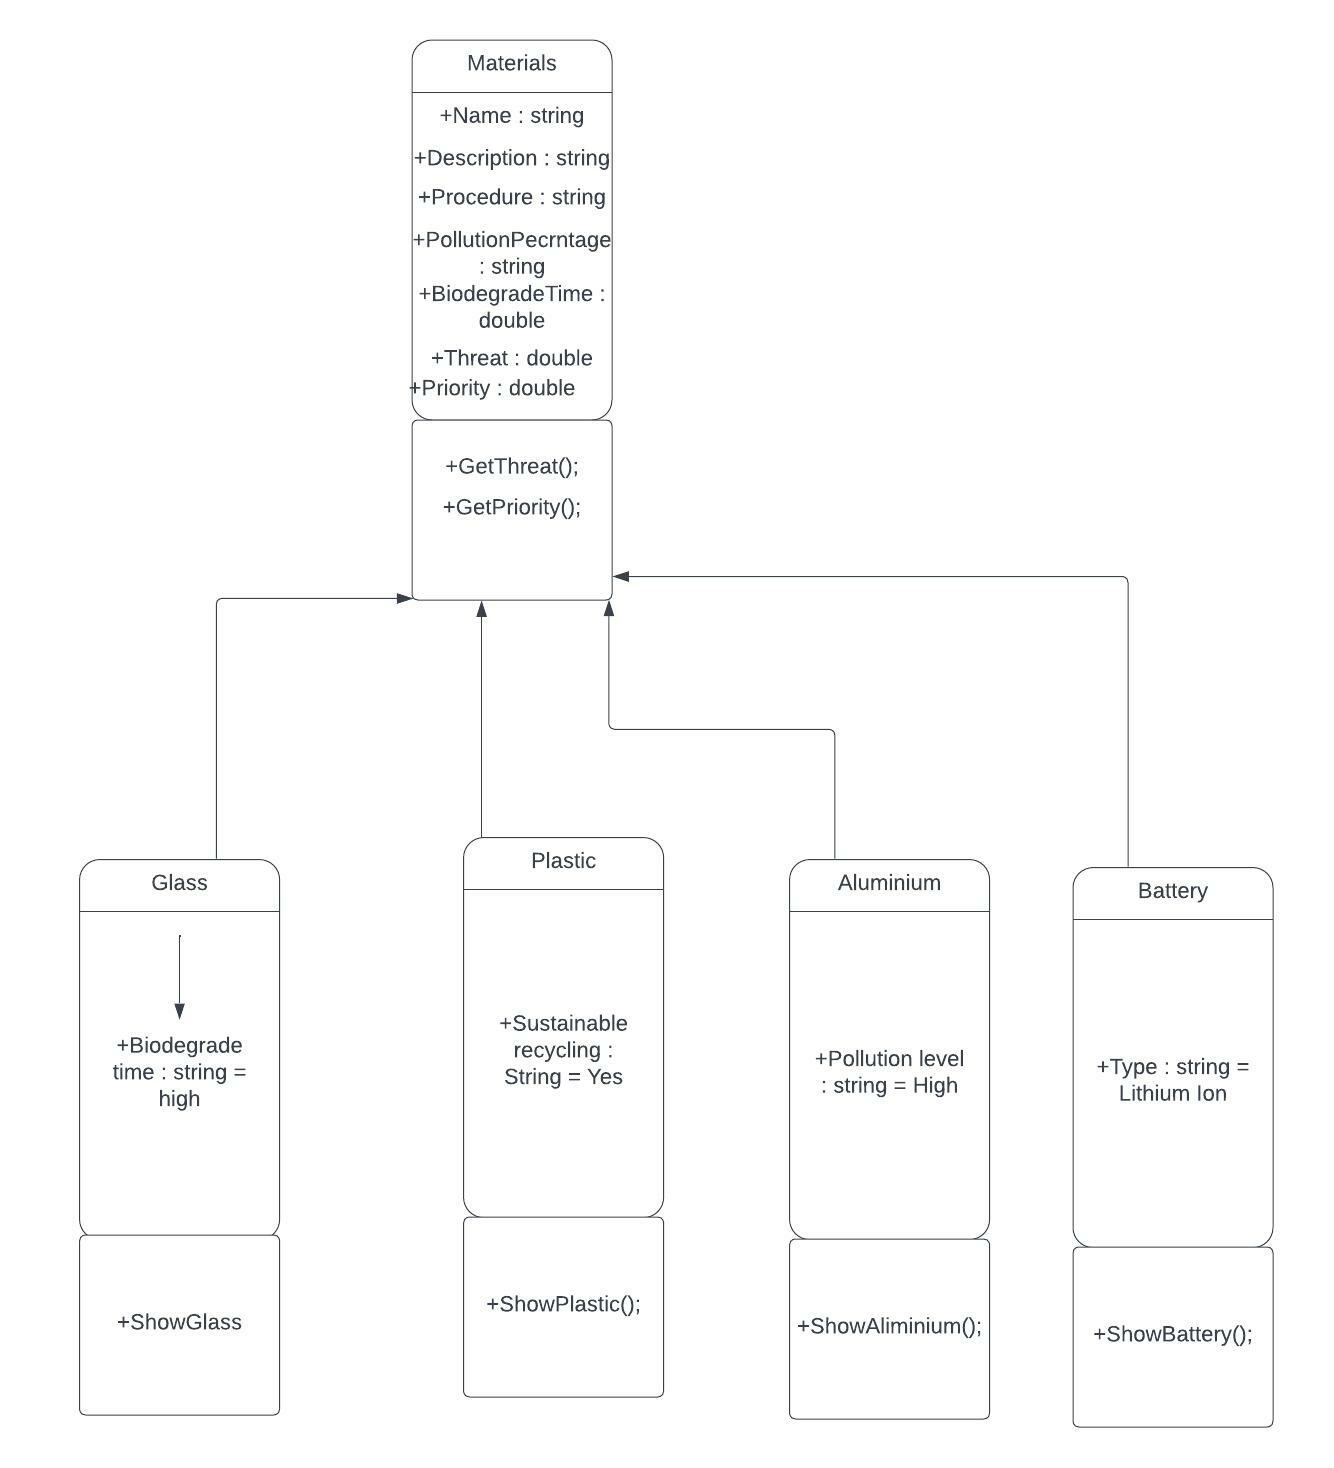 Materials
+Name : string
+Description : string
+Procedure : string
+PollutionPecrntage
: string
+BiodegradeTime :
double
+Threat : double
+Priority : double
+GetThreat();
+GetPriority();
Glass
+Biodegrade
time : string =
high
+ShowGlass
Plastic
+Sustainable
recycling :
String = Yes
+ShowPlastic();
Aluminium
+Pollution level
: string = High
+ShowAliminium();
Battery
+Type : string =
Lithium Ion
+ShowBattery();